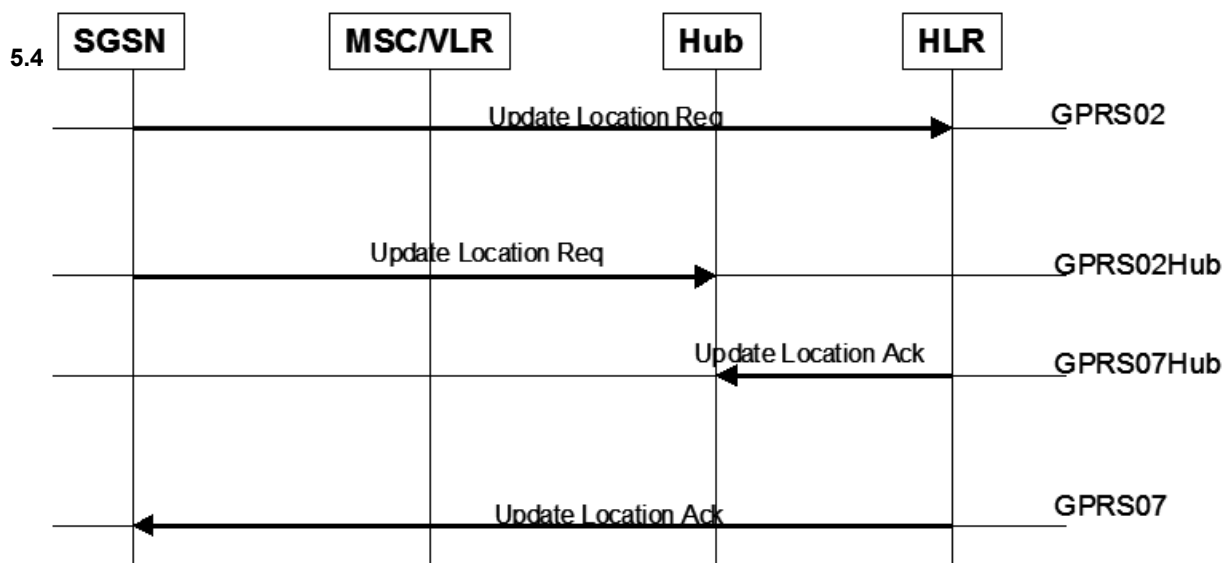 5.4
SGSN
MSC/VLR
Hub
HLR
Update Location Req
GPRS02
Update Location Req
GPRS02Hub
Update Location Ack
GPRS07Hub
Update Location Ack
GPRS07